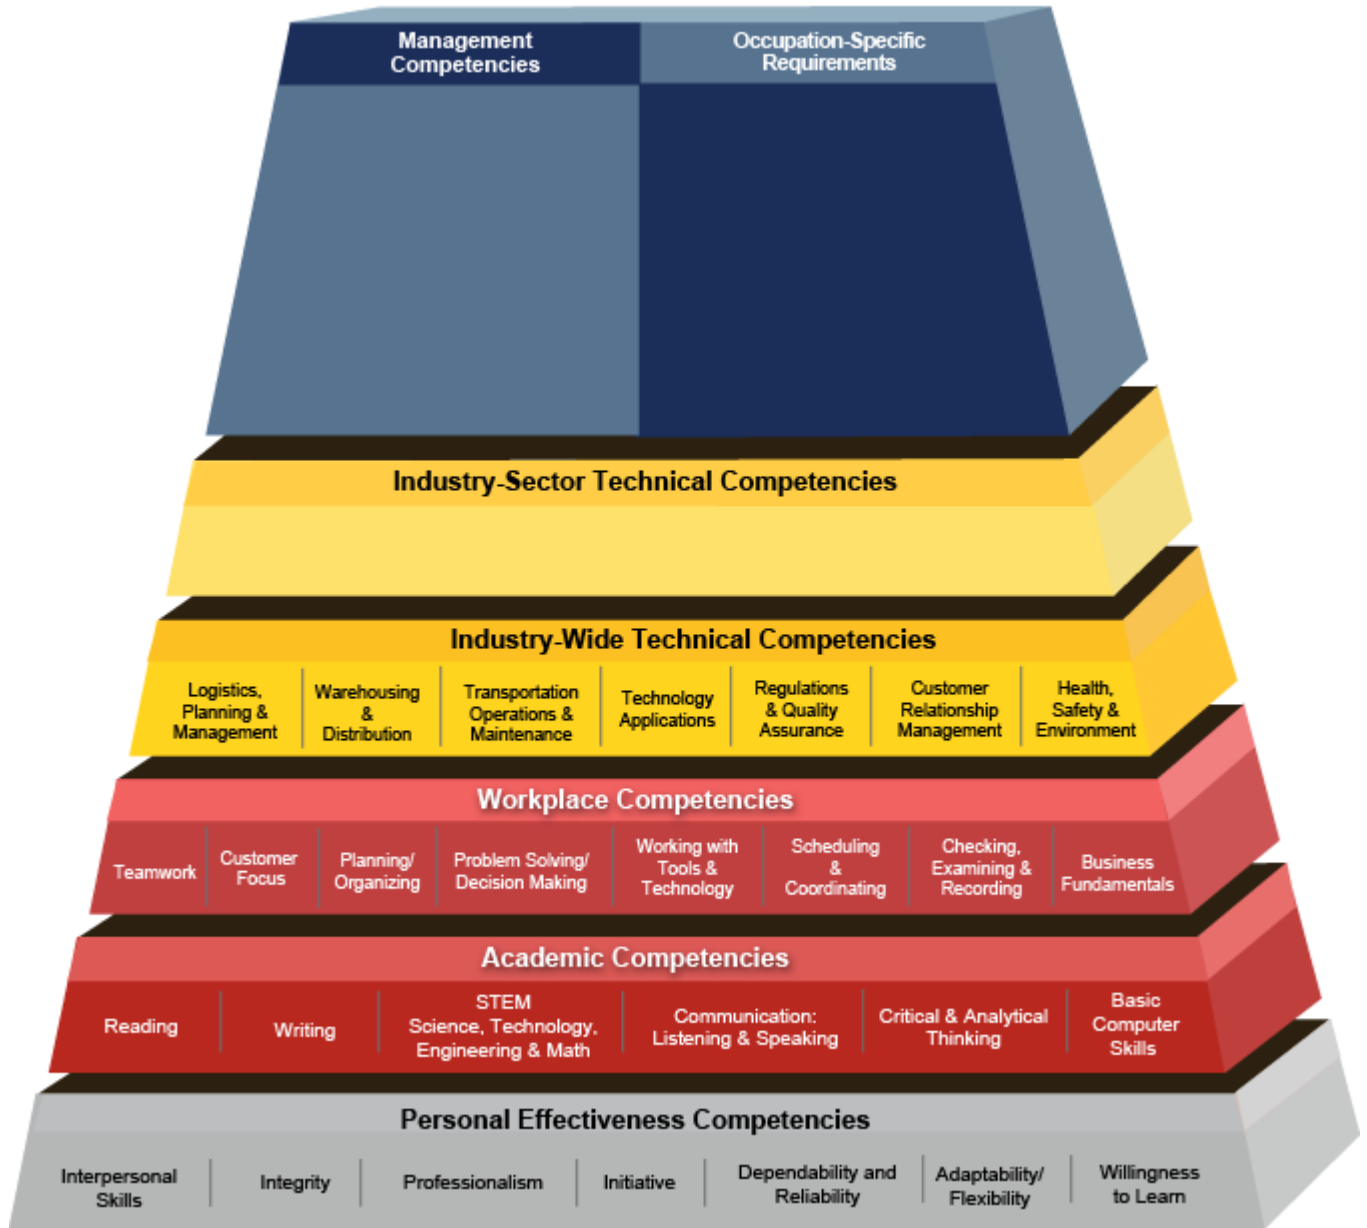 Management
Competencies
Occupation-Specific
Requirements
Industry-Sector Technical Competencies
Industry-Wide Technical Competencies
Logistics,
Planning &
Management
Warehousing
&
Distribution
Transportation
Operations &
Maintenance
Technology
Applications
Regulations
& Quality
Assurance
Customer
Relationship
Management
Health,
Safety &
Environment
Workplace Competencies
Teamwork
Customer
Focus
Planning/
Organizing
Problem Solving/
Decision Making
Working with
Tools &
Technology
Scheduling
&
Coordinating
Checking,
Examining &
Recording
Business
Fundamentals
Academic Competencies
Reading
Writing
STEM
Science, Technology,
Engineering & Math
Communication:
Listening & Speaking
Critical & Analytical
Thinking
Basic
Computer
Skills
Personal Effectiveness Competencies
Interpersonal
Skills
Integrity
Professionalism
Initiative
Dependability and
Reliability
Adaptability/
Flexibility
Willingness
to Learn